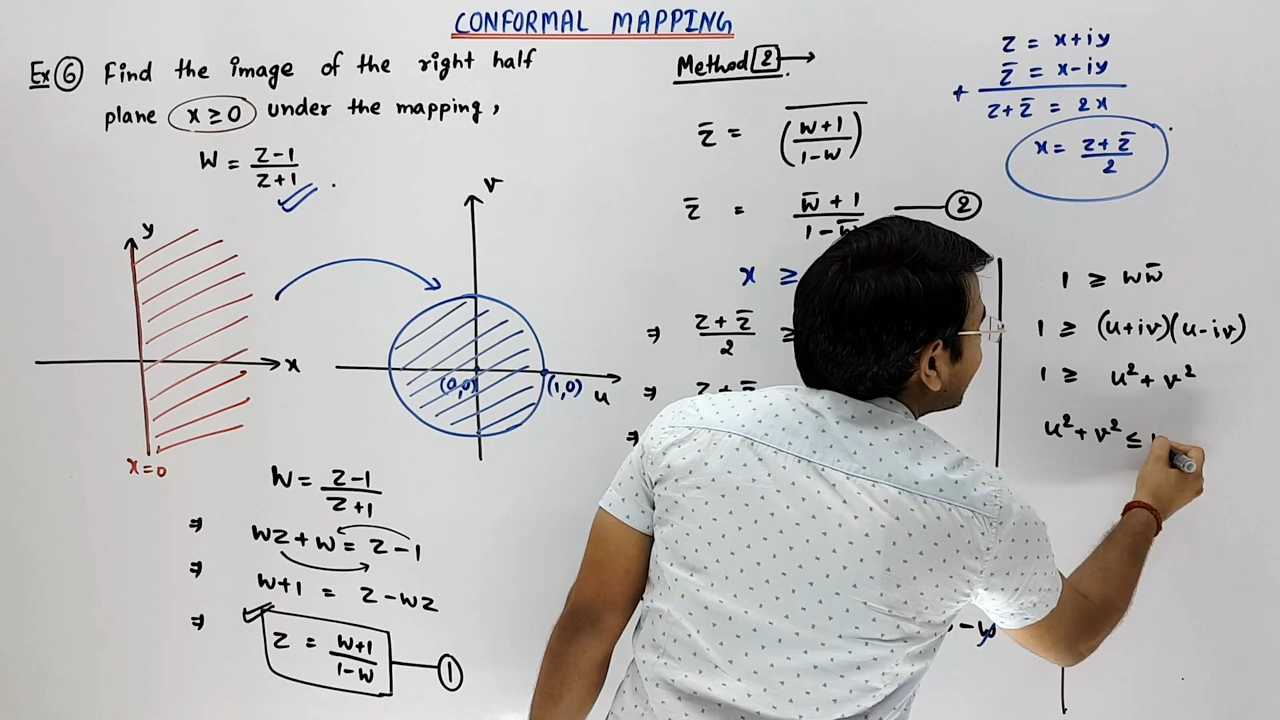 CONFORMAL MAPPING
Ex ⑥ Find the image of the right half
plane x ≥ 0 under the mapping,
W = (z-1)/(z+1)
y
x
x=0
v
(0,0)
(1,0)
u
W = (z-1)/(z+1)
⇒ wz+w = z-1
⇒ w+1 = z-wz
⇒ z = (w+1)/(1-w) — ①
Method 2 →
z̄ = \overline{((w+1)/(1-w))}
z̄ = (w̄+1)/(1-w̄) — ②
x ≥
⇒ (z+z̄)/2 ≥
⇒ z+z̄
⇒
z = x+iy
z̄ = x-iy
+
z+z̄ = 2x
x = (z+z̄)/2
1 ≥ ww̄
1 ≥ (u+iv)(u-iv)
1 ≥ u²+v²
u²+v² ≤